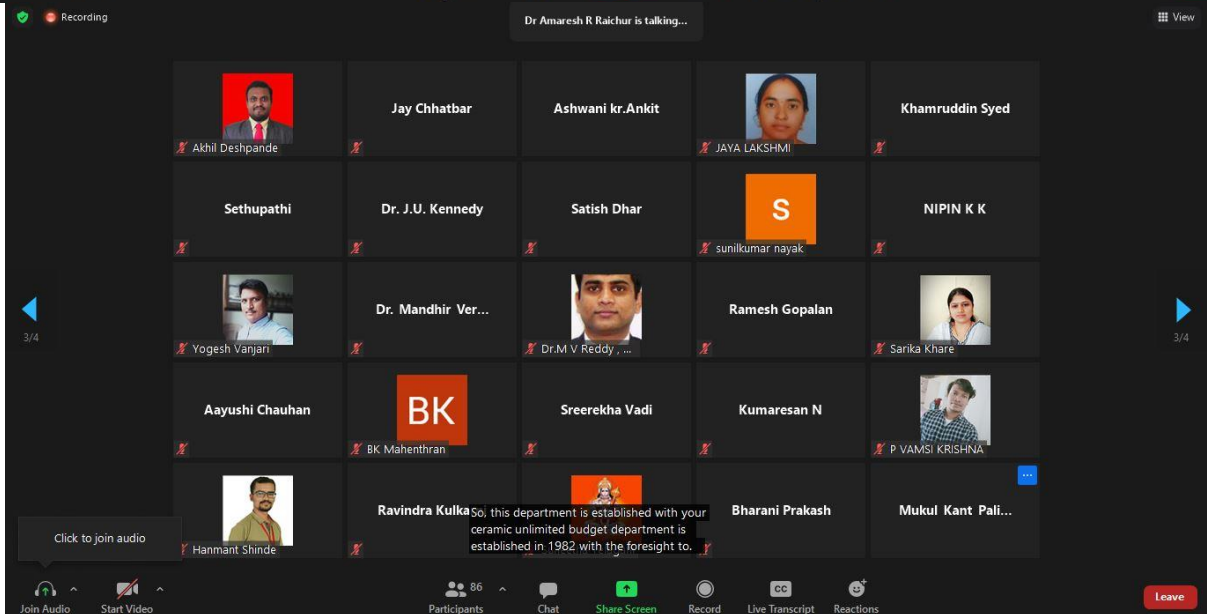 Recording
Dr Amaresh R Raichur is talking...
View
Akhil Deshpande
Jay Chhatbar
Ashwani kr.Ankit
JAYA LAKSHMI
Khamruddin Syed
Sethupathi
Dr. J.U. Kennedy
Satish Dhar
S
sunilkumar nayak
NIPIN K K
3/4
Yogesh Vanjari
Dr. Mandhir Ver...
Dr.M V Reddy , ...
Ramesh Gopalan
Sarika Khare
3/4
Aayushi Chauhan
BK
BK Mahenthran
Sreerekha Vadi
Kumaresan N
P VAMSI KRISHNA
Hanmant Shinde
Ravindra Kulka
So, this department is established with your
ceramic unlimited budget department is
established in 1982 with the foresight to.
Bharani Prakash
Mukul Kant Pali...
Click to join audio
Join Audio
Start Video
86
Participants
Chat
Share Screen
Record
CC
Live Transcript
Reactions
Leave